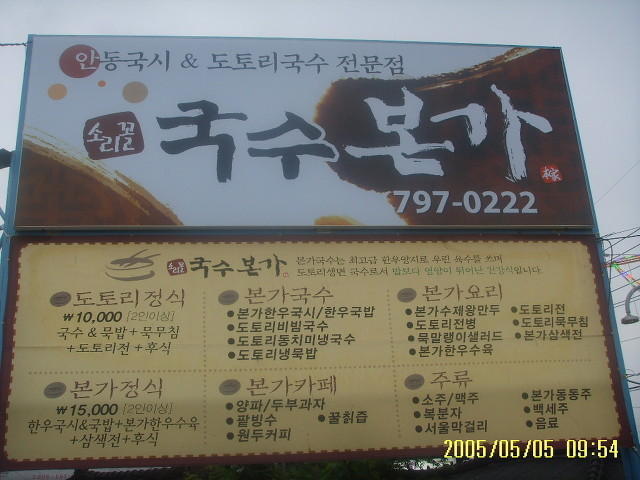 안동국시 & 도토리국수 전문점
소리꼴 국수본가
797-0222
소리꼴 국수본가
본가국수는 최고급 한우양지로 우린 육수를 쓰며
도토리생면 국수로서 밥보다 영양이 뛰어난 건강식입니다.
도토리정식
₩10,000 [2인이상]
국수&묵밥+묵무침
+도토리전+후식
본가국수
•본가한우국시/한우국밥
•도토리비빔국수
•도토리동치미냉국수
•도토리냉묵밥
본가요리
•본가수제왕만두
•도토리전병
•묵말랭이샐러드
•본가한우수육
•도토리전
•도토리묵무침
•본가삼색전
본가정식
₩15,000 [2인이상]
한우국시&국밥+본가한우수육
+삼색전+후식
본가카페
•양파/두부과자
•팥빙수
•원두커피
•꿀칡즙
주류
•소주/맥주
•복분자
•서울막걸리
•본가동동주
•백세주
•음료
2005/05/05 09:54